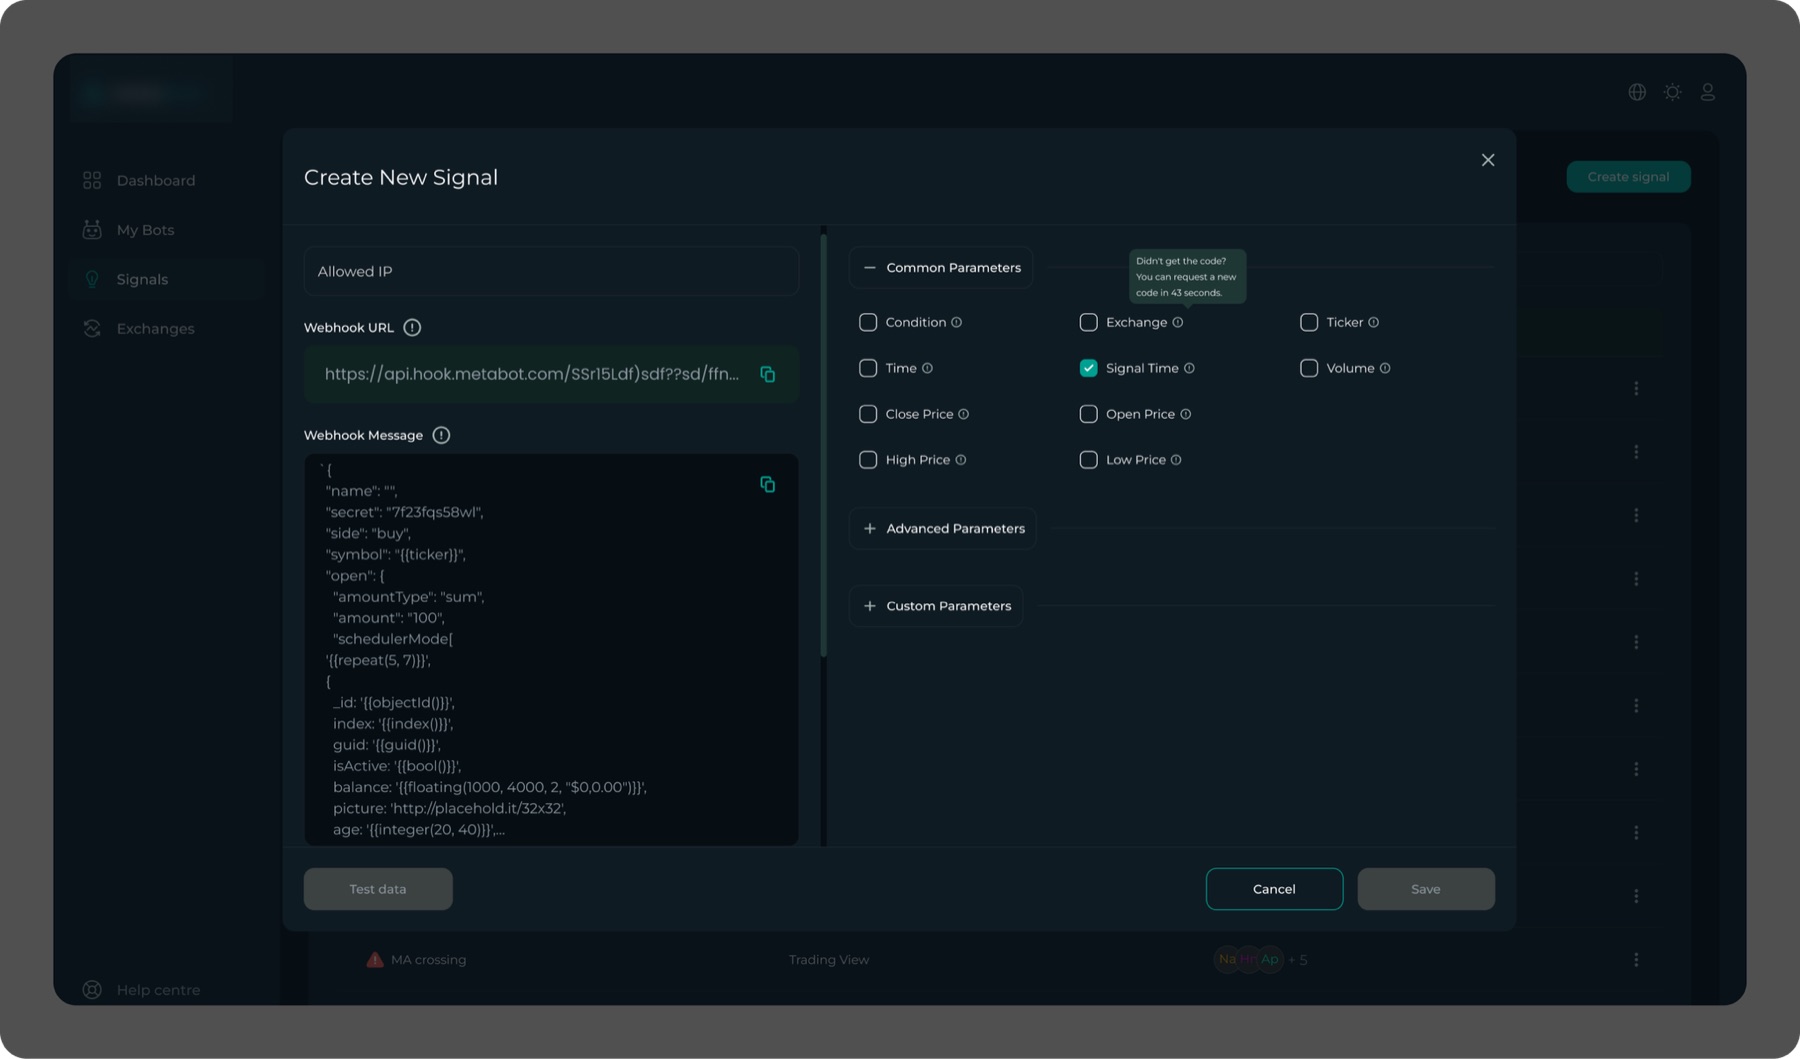 Create New Signal
Dashboard
My Bots
Signals
Exchanges
Help centre
Create signal
Allowed IP
Webhook URL
https://api.hook.metabot.com/SSr15Ldf)sdf??sd/ffn...
Webhook Message
`{
"name": "",
"secret": "7f23fqs58wl",
"side": "buy",
"symbol": "{{ticker}}",
"open": {
"amountType": "sum",
"amount": "100",
"schedulerMode[
'{{repeat(5, 7)}}',
{
_id: '{{objectId()}}',
index: '{{index()}}',
guid: '{{guid()}}',
isActive: '{{bool()}}',
balance: '{{floating(1000, 4000, 2, "$0,0.00")}}',
picture: 'http://placehold.it/32x32',
age: '{{integer(20, 40)}}',...
Common Parameters
Didn't get the code?
You can request a new
code in 43 seconds.
Condition
Exchange
Ticker
Time
Signal Time
Volume
Close Price
Open Price
High Price
Low Price
Advanced Parameters
Custom Parameters
Test data
Cancel
Save
MA crossing
Trading View
Na
Hn
Ap
+ 5